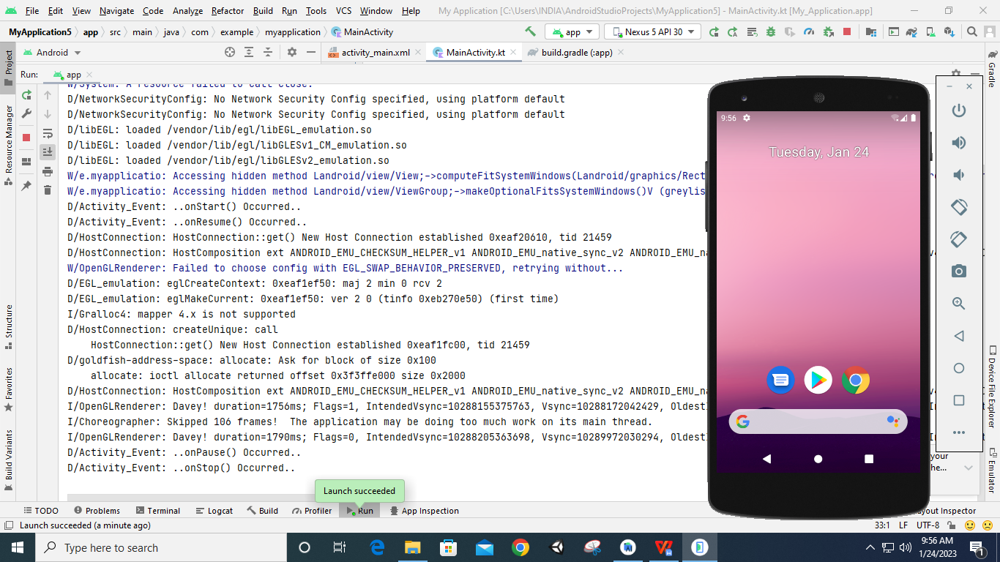 File Edit View Navigate Code Analyze Refactor Build Run Tools VCS Window Help My Application [C:\Users\INDIA\AndroidStudioProjects\MyApplication5] - MainActivity.kt [My_Application.app]
MyApplication5 app src main java com example myapplication MainActivity app Nexus 5 API 30
Android activity_main.xml MainActivity.kt build.gradle (:app)
Run: app
W/System: A resource failed to call close.
D/NetworkSecurityConfig: No Network Security Config specified, using platform default
D/NetworkSecurityConfig: No Network Security Config specified, using platform default
D/libEGL: loaded /vendor/lib/egl/libEGL_emulation.so
D/libEGL: loaded /vendor/lib/egl/libGLESv1_CM_emulation.so
D/libEGL: loaded /vendor/lib/egl/libGLESv2_emulation.so
W/e.myapplicatio: Accessing hidden method Landroid/view/View;->computeFitSystemWindows(Landroid/graphics/Rect
W/e.myapplicatio: Accessing hidden method Landroid/view/ViewGroup;->makeOptionalFitsSystemWindows()V (greylis
D/Activity_Event: ..onStart() Occurred..
D/Activity_Event: ..onResume() Occurred..
D/HostConnection: HostConnection::get() New Host Connection established 0xeaf20610, tid 21459
D/HostConnection: HostComposition ext ANDROID_EMU_CHECKSUM_HELPER_v1 ANDROID_EMU_native_sync_v2 ANDROID_EMU_na
W/OpenGLRenderer: Failed to choose config with EGL_SWAP_BEHAVIOR_PRESERVED, retrying without...
D/EGL_emulation: eglCreateContext: 0xeaf1ef50: maj 2 min 0 rcv 2
D/EGL_emulation: eglMakeCurrent: 0xeaf1ef50: ver 2 0 (tinfo 0xeb270e50) (first time)
I/Gralloc4: mapper 4.x is not supported
D/HostConnection: createUnique: call
HostConnection::get() New Host Connection established 0xeaf1fc00, tid 21459
D/goldfish-address-space: allocate: Ask for block of size 0x100
allocate: ioctl allocate returned offset 0x3f3ffe000 size 0x2000
D/HostConnection: HostComposition ext ANDROID_EMU_CHECKSUM_HELPER_v1 ANDROID_EMU_native_sync_v2 ANDROID_EMU_na
I/OpenGLRenderer: Davey! duration=1756ms; Flags=1, IntendedVsync=10288155375763, Vsync=10288172042429, Oldest
I/Choreographer: Skipped 106 frames!  The application may be doing too much work on its main thread.
I/OpenGLRenderer: Davey! duration=1790ms; Flags=0, IntendedVsync=10288205363698, Vsync=10289972030294, Oldest
D/Activity_Event: ..onPause() Occurred..
D/Activity_Event: ..onStop() Occurred..
Project
Resource Manager
Structure
Favorites
Build Variants
9:56
Tuesday, Jan 24
G
Gradle
Device File Explorer
Emulator
your
he...
Launch succeeded
TODO Problems Terminal Logcat Build Profiler Run App Inspection yout Inspector
Launch succeeded (a minute ago) 33:1 LF UTF-8
Type here to search 9:56 AM
1/24/2023
1